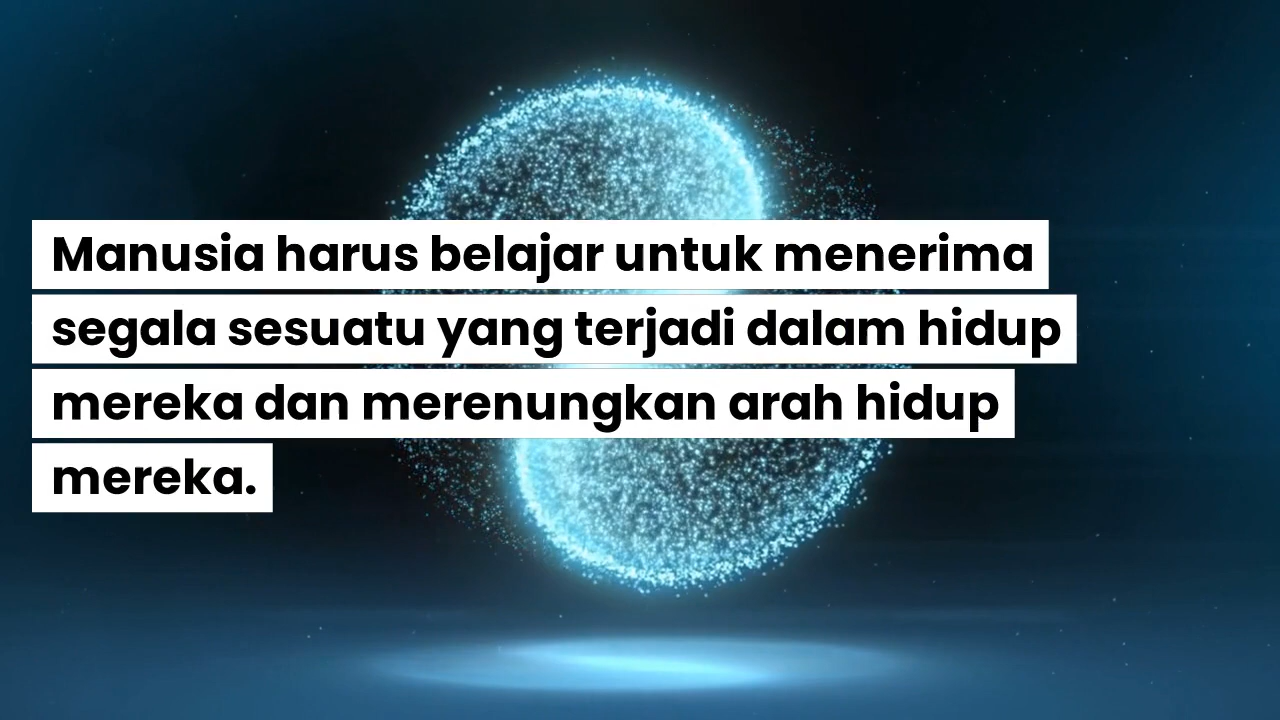 Manusia harus belajar untuk menerima
segala sesuatu yang terjadi dalam hidup
mereka dan merenungkan arah hidup
mereka.